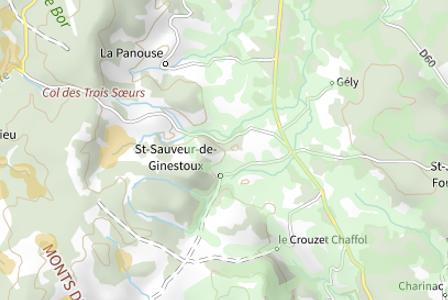 de Bor
La Panouse
D60
Gély
Col des Trois Sœurs
ieu
St-Sauveur-de-
Ginestoux
St-
Fo
le Crouzet Chaffol
MONTS D
Charinac